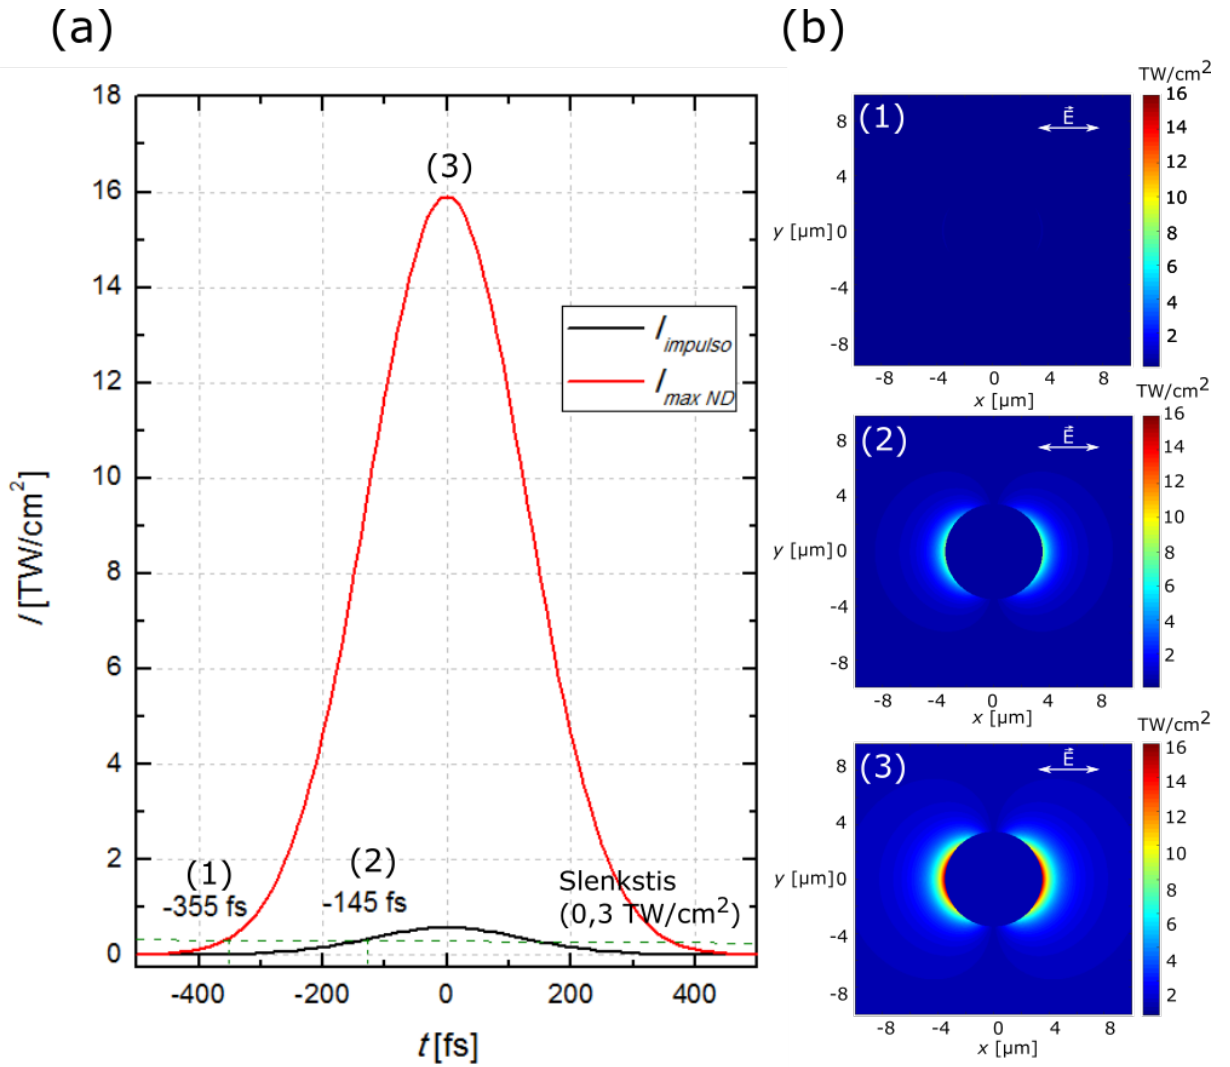 (a)
18
16
14
12
10
8
6
4
2
0
I [TW/cm²]
(3)
I impulso
I max ND
(1)
-355 fs
(2)
-145 fs
Slenkstis
(0,3 TW/cm²)
-400 -200 0 200 400
t [fs]
(b)
TW/cm²
(1)
E⃗
8
4
y [µm] 0
-4
-8
-8 -4 0 4 8
x [µm]
16
14
12
10
8
6
4
2
TW/cm²
(2)
E⃗
8
4
y [µm] 0
-4
-8
-8 -4 0 4 8
x [µm]
16
14
12
10
8
6
4
2
TW/cm²
(3)
E⃗
8
4
y [µm] 0
-4
-8
-8 -4 0 4 8
x [µm]
16
14
12
10
8
6
4
2